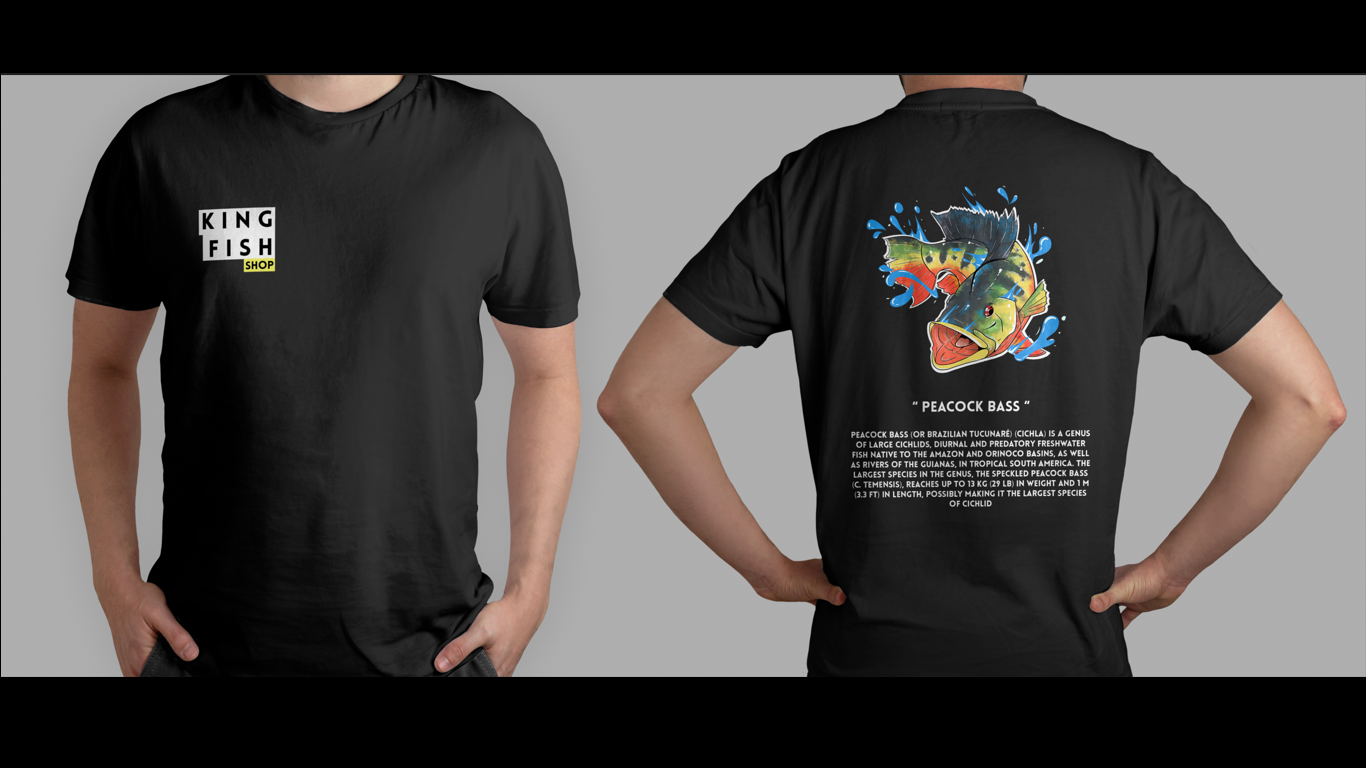 KING
FISH
SHOP
“ PEACOCK BASS ”
PEACOCK BASS (OR BRAZILIAN TUCUNARÉ) (CICHLA) IS A GENUS
OF LARGE CICHLIDS, DIURNAL AND PREDATORY FRESHWATER
FISH NATIVE TO THE AMAZON AND ORINOCO BASINS, AS WELL
AS RIVERS OF THE GUIANAS, IN TROPICAL SOUTH AMERICA. THE
LARGEST SPECIES IN THE GENUS, THE SPECKLED PEACOCK BASS
(C. TEMENSIS), REACHES UP TO 13 KG (29 LB) IN WEIGHT AND 1 M
(3.3 FT) IN LENGTH, POSSIBLY MAKING IT THE LARGEST SPECIES
OF CICHLID